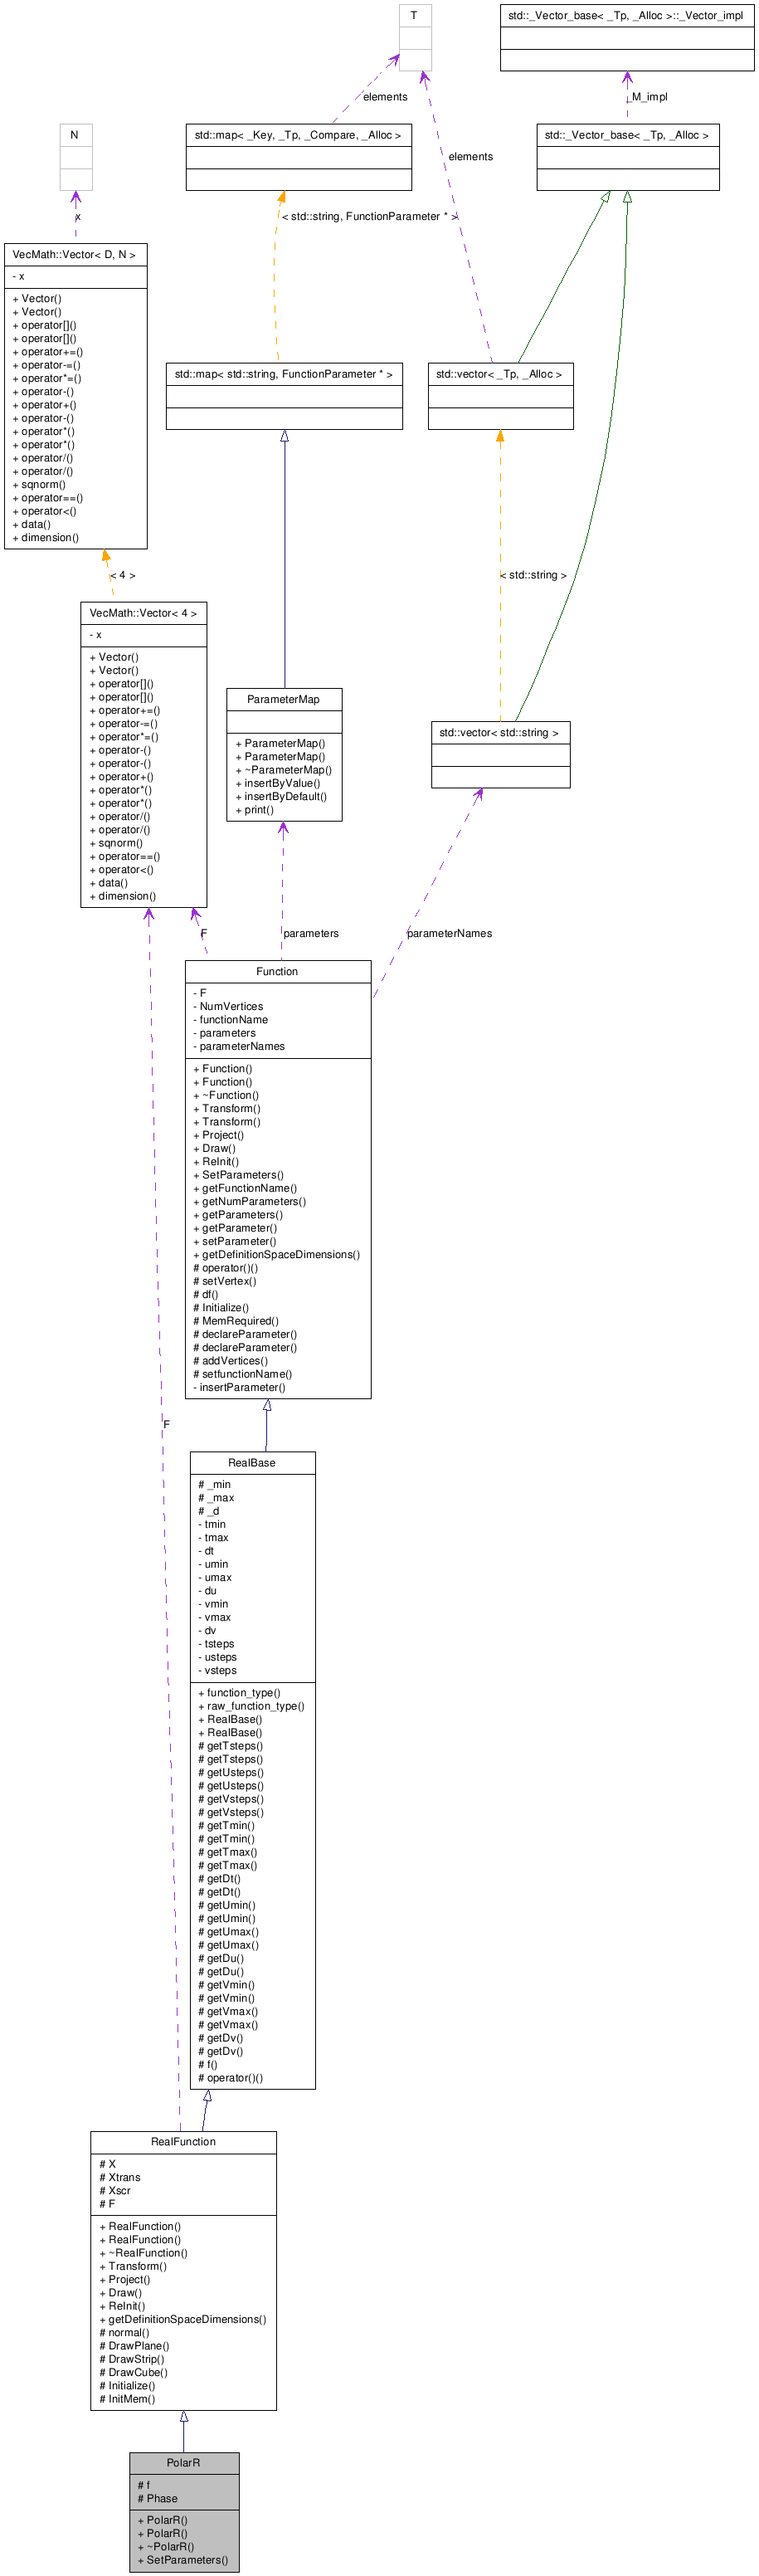 T
std::_Vector_base< _Tp, _Alloc >::_Vector_impl
elements
_M_impl
N
std::map< _Key, _Tp, _Compare, _Alloc >
std::_Vector_base< _Tp, _Alloc >
elements
x
< std::string, FunctionParameter * >
VecMath::Vector< D, N >
- x
+ Vector()
+ Vector()
+ operator[]()
+ operator[]()
+ operator+=()
+ operator-=()
+ operator*=()
+ operator-()
+ operator+()
+ operator-()
+ operator*()
+ operator*()
+ operator/()
+ operator/()
+ sqnorm()
+ operator==()
+ operator<()
+ data()
+ dimension()
std::map< std::string, FunctionParameter * >
std::vector< _Tp, _Alloc >
< 4 >
< std::string >
VecMath::Vector< 4 >
- x
+ Vector()
+ Vector()
+ operator[]()
+ operator[]()
+ operator+=()
+ operator-=()
+ operator*=()
+ operator-()
+ operator-()
+ operator+()
+ operator*()
+ operator*()
+ operator/()
+ operator/()
+ sqnorm()
+ operator==()
+ operator<()
+ data()
+ dimension()
ParameterMap
+ ParameterMap()
+ ParameterMap()
+ ~ParameterMap()
+ insertByValue()
+ insertByDefault()
+ print()
std::vector< std::string >
F
parameters
parameterNames
Function
- F
- NumVertices
- functionName
- parameters
- parameterNames
+ Function()
+ Function()
+ ~Function()
+ Transform()
+ Transform()
+ Project()
+ Draw()
+ ReInit()
+ SetParameters()
+ getFunctionName()
+ getNumParameters()
+ getParameters()
+ getParameter()
+ setParameter()
+ getDefinitionSpaceDimensions()
# operator()()
# setVertex()
# df()
# Initialize()
# MemRequired()
# declareParameter()
# declareParameter()
# addVertices()
# setfunctionName()
- insertParameter()
F
RealBase
# _min
# _max
# _d
- tmin
- tmax
- dt
- umin
- umax
- du
- vmin
- vmax
- dv
- tsteps
- usteps
- vsteps
+ function_type()
+ raw_function_type()
+ RealBase()
+ RealBase()
# getTsteps()
# getTsteps()
# getUsteps()
# getUsteps()
# getVsteps()
# getVsteps()
# getTmin()
# getTmin()
# getTmax()
# getTmax()
# getDt()
# getDt()
# getUmin()
# getUmin()
# getUmax()
# getUmax()
# getDu()
# getDu()
# getVmin()
# getVmin()
# getVmax()
# getVmax()
# getDv()
# getDv()
# f()
# operator()()
RealFunction
# X
# Xtrans
# Xscr
# F
+ RealFunction()
+ RealFunction()
+ ~RealFunction()
+ Transform()
+ Project()
+ Draw()
+ ReInit()
+ getDefinitionSpaceDimensions()
# normal()
# DrawPlane()
# DrawStrip()
# DrawCube()
# Initialize()
# InitMem()
PolarR
# f
# Phase
+ PolarR()
+ PolarR()
+ ~PolarR()
+ SetParameters()